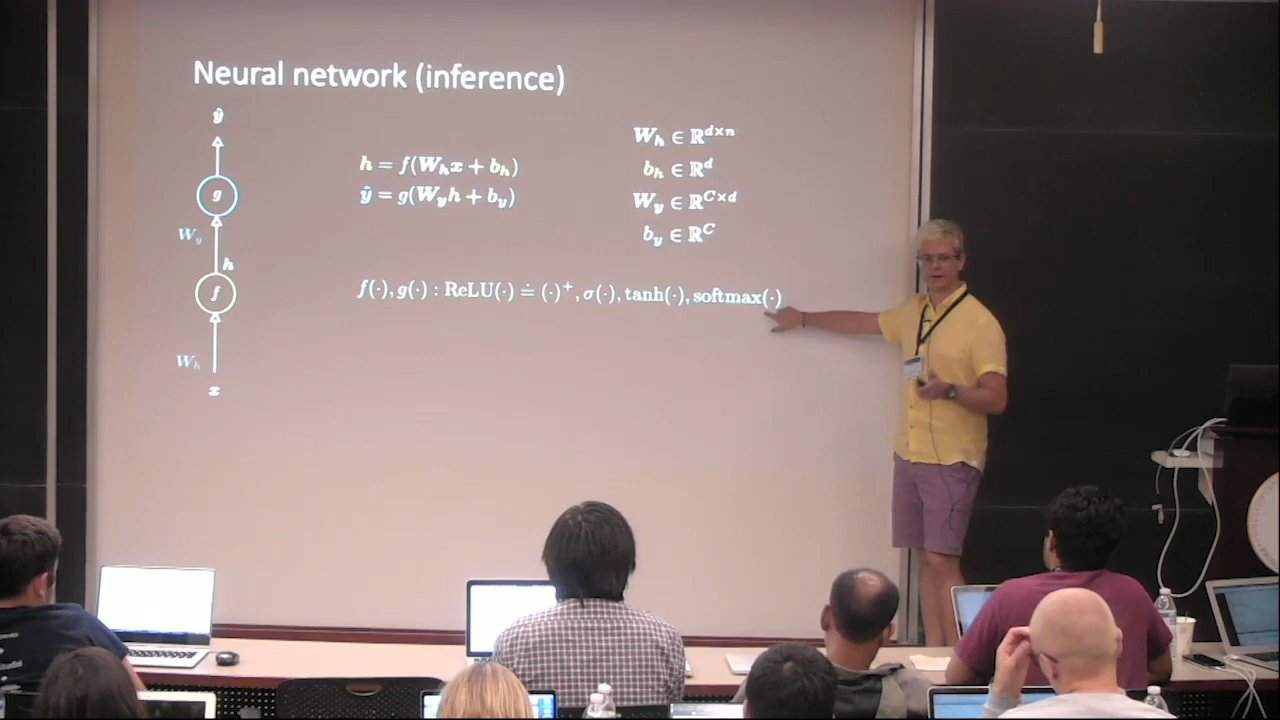 Neural network (inference)
ŷ
g
W_y
h
f
W_h
x
h = f(W_h x + b_h)
ŷ = g(W_y h + b_y)
W_h ∈ ℝ^{d×n}
b_h ∈ ℝ^d
W_y ∈ ℝ^{C×d}
b_y ∈ ℝ^C
f(·), g(·) : ReLU(·) ≐ (·)^+, σ(·), tanh(·), softmax(·)